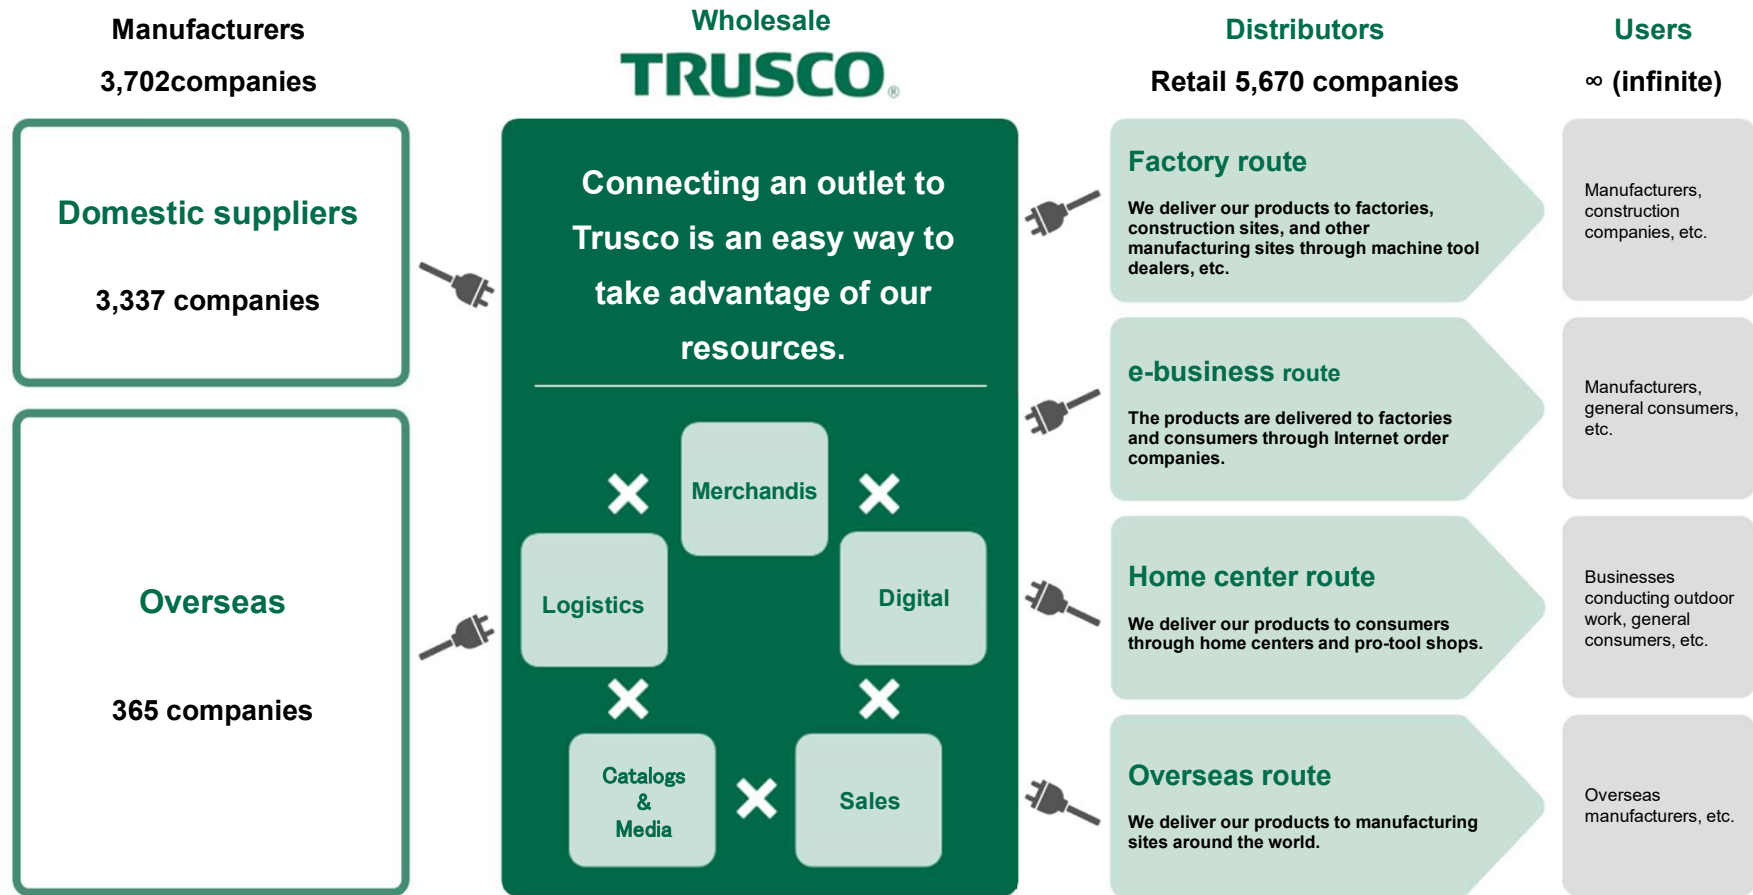 Manufacturers
3,702companies
Domestic suppliers
3,337 companies
Overseas
365 companies
Wholesale
TRUSCO®
Connecting an outlet to
Trusco is an easy way to
take advantage of our
resources.
Merchandis
Logistics
Digital
Catalogs
&
Media
Sales
Distributors
Retail 5,670 companies
Factory route
We deliver our products to factories,
construction sites, and other
manufacturing sites through machine tool
dealers, etc.
e-business route
The products are delivered to factories
and consumers through Internet order
companies.
Home center route
We deliver our products to consumers
through home centers and pro-tool shops.
Overseas route
We deliver our products to manufacturing
sites around the world.
Users
∞ (infinite)
Manufacturers,
construction
companies, etc.
Manufacturers,
general consumers,
etc.
Businesses
conducting outdoor
work, general
consumers, etc.
Overseas
manufacturers, etc.